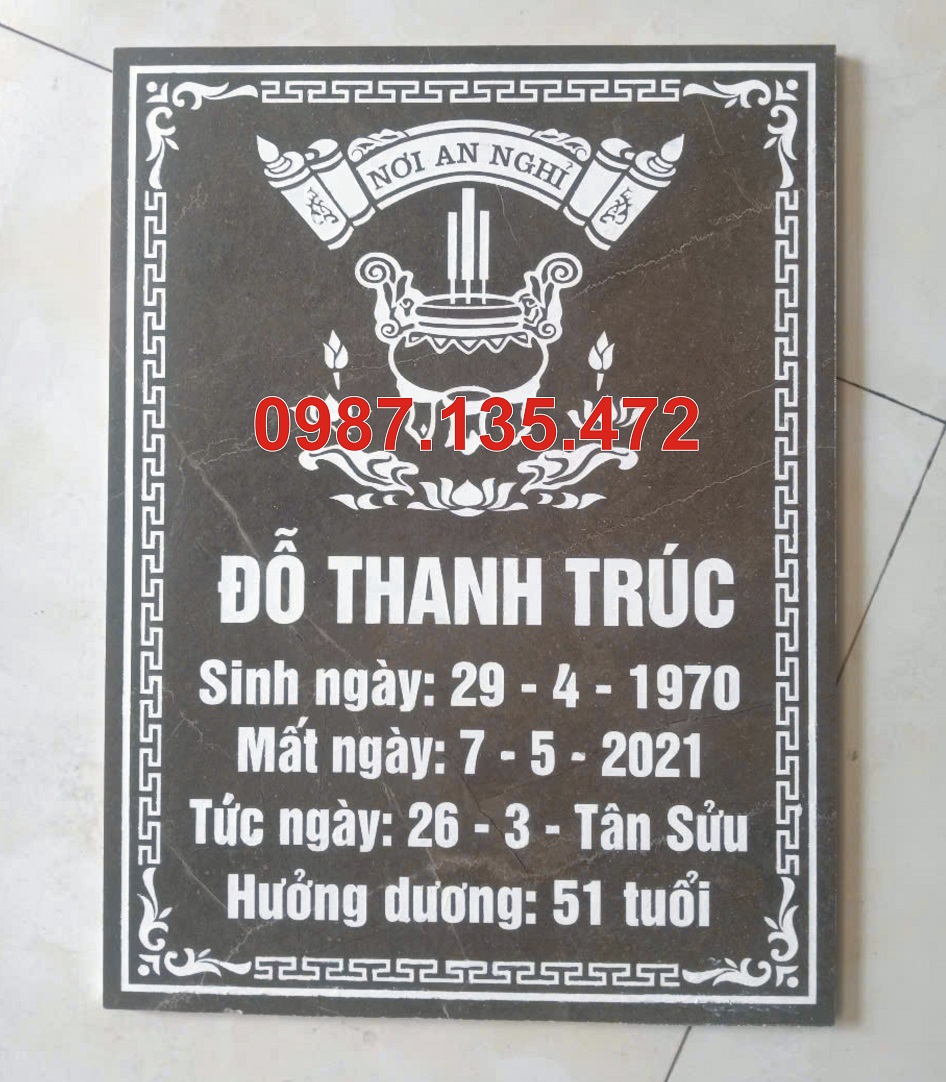 NƠI AN NGHỈ
0987.135.472
ĐỖ THANH TRÚC
Sinh ngày: 29 - 4 - 1970
Mất ngày: 7 - 5 - 2021
Tức ngày: 26 - 3 - Tân Sửu
Hưởng dương: 51 tuổi